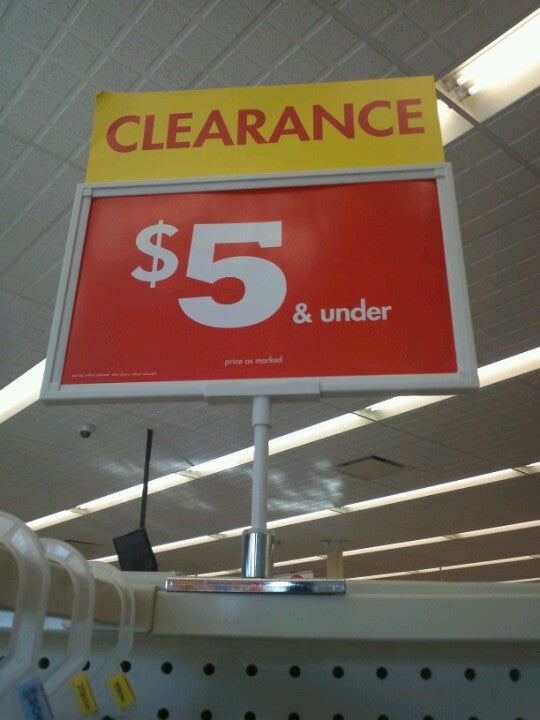 CLEARANCE
$5 & under
price as marked